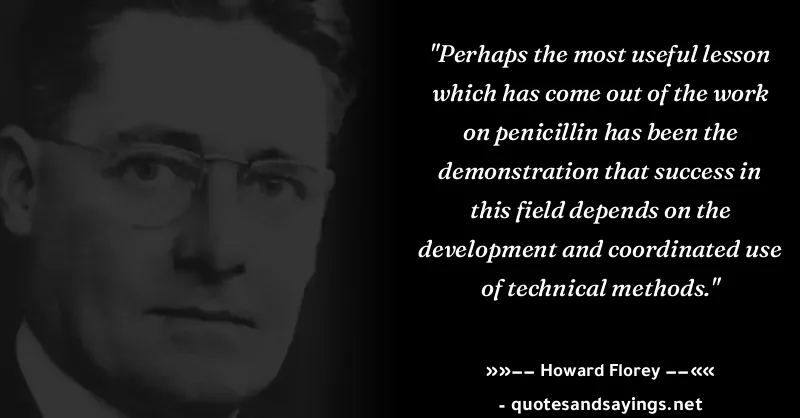 "Perhaps the most useful lesson
which has come out of the work
on penicillin has been the
demonstration that success in
this field depends on the
development and coordinated use
of technical methods."
»»–– Howard Florey ––««
- quotesandsayings.net